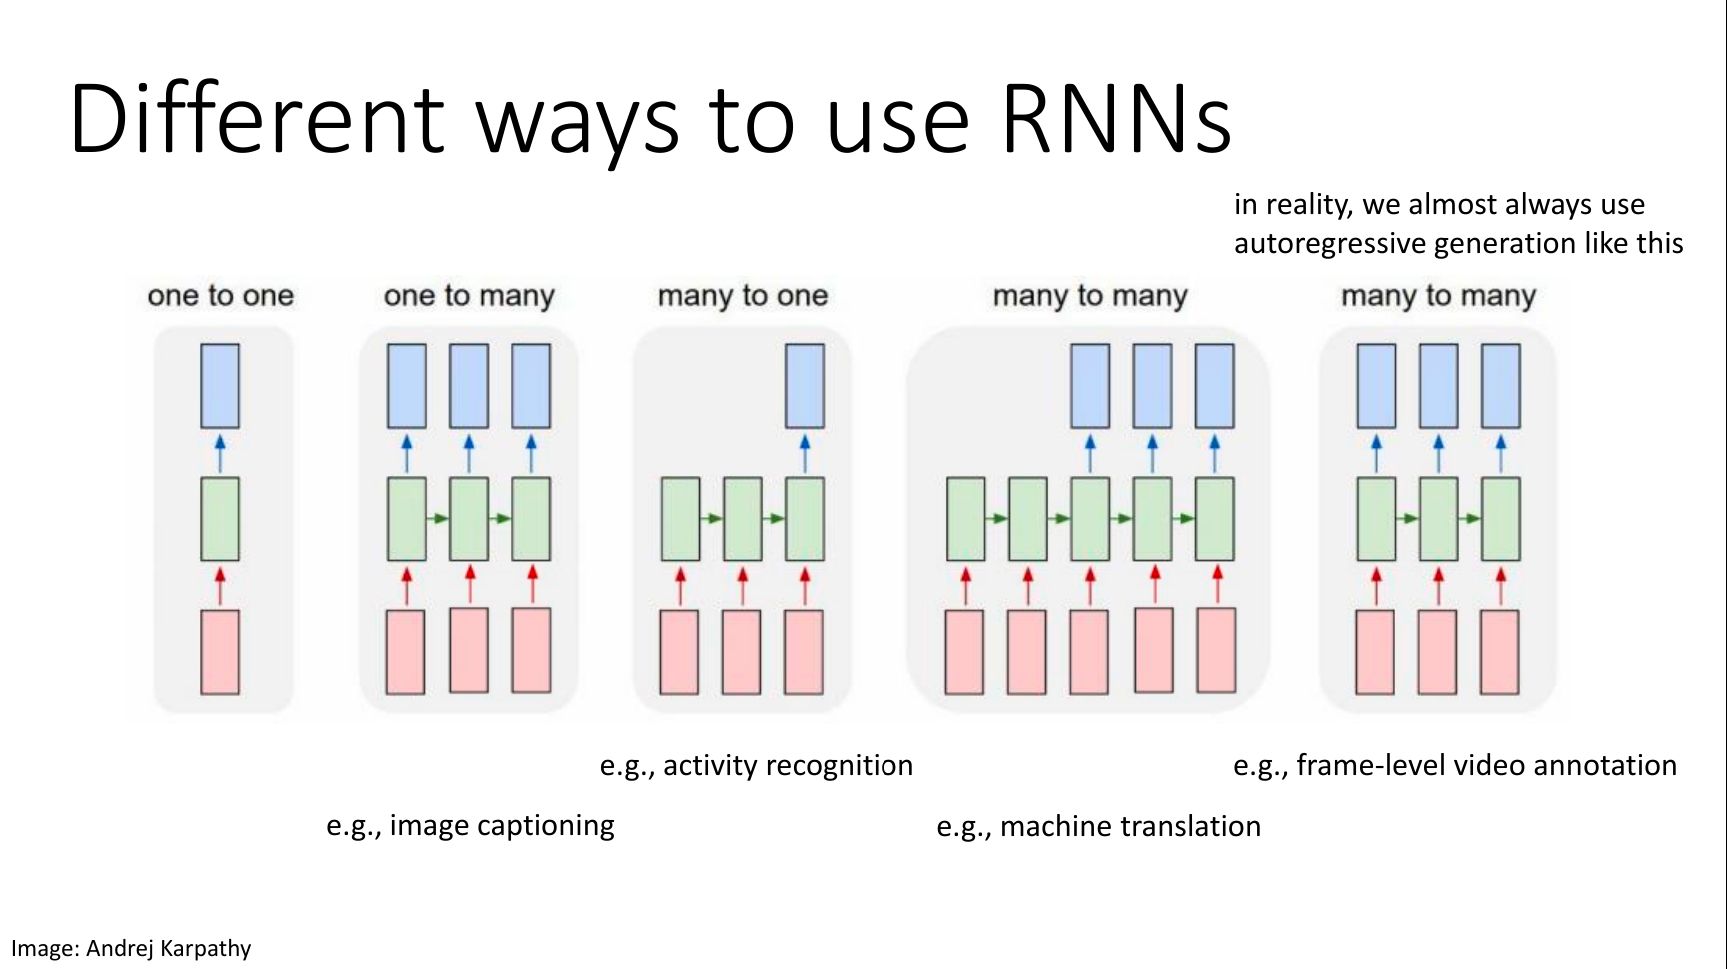 Different ways to use RNNs
in reality, we almost always use
autoregressive generation like this
one to one
one to many
many to one
many to many
many to many
e.g., activity recognition
e.g., frame-level video annotation
e.g., image captioning
e.g., machine translation
Image: Andrej Karpathy